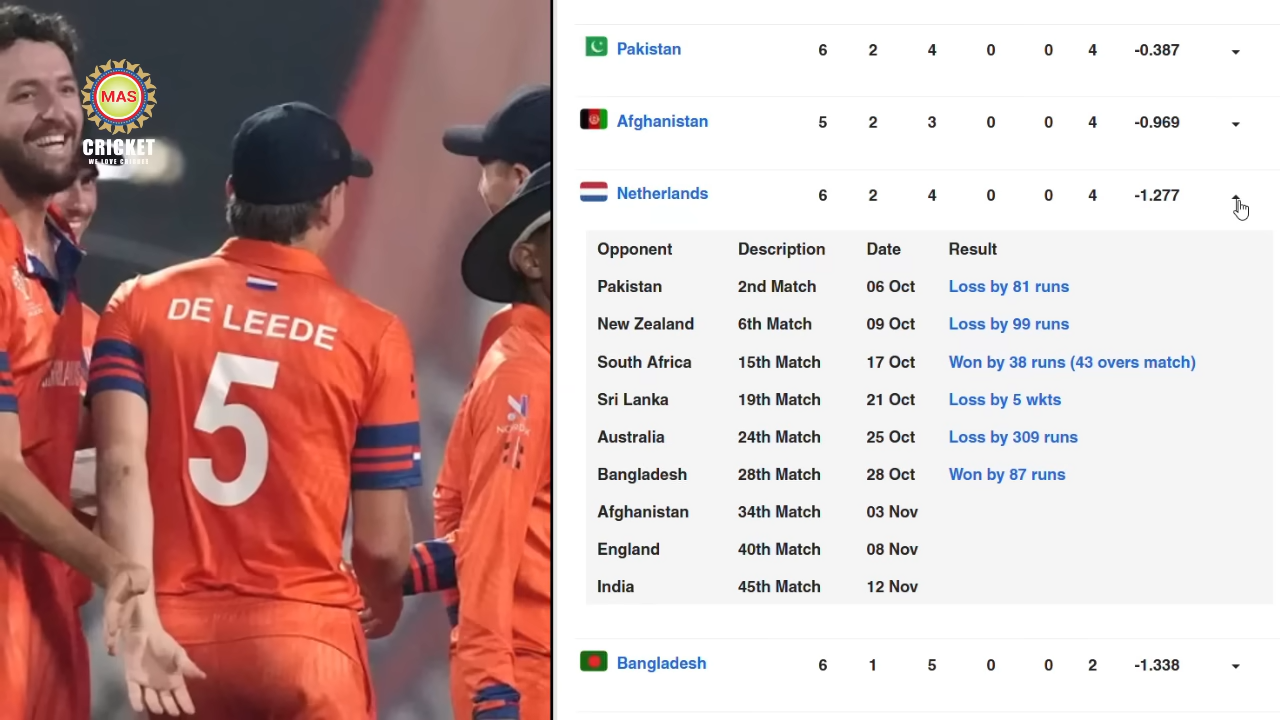 MAS
CRICKET
WE LOVE CRICKET
DE LEEDE
5
Pakistan 6 2 4 0 0 4 -0.387
Afghanistan 5 2 3 0 0 4 -0.969
Netherlands 6 2 4 0 0 4 -1.277
Opponent Description Date Result
Pakistan 2nd Match 06 Oct Loss by 81 runs
New Zealand 6th Match 09 Oct Loss by 99 runs
South Africa 15th Match 17 Oct Won by 38 runs (43 overs match)
Sri Lanka 19th Match 21 Oct Loss by 5 wkts
Australia 24th Match 25 Oct Loss by 309 runs
Bangladesh 28th Match 28 Oct Won by 87 runs
Afghanistan 34th Match 03 Nov
England 40th Match 08 Nov
India 45th Match 12 Nov
Bangladesh 6 1 5 0 0 2 -1.338